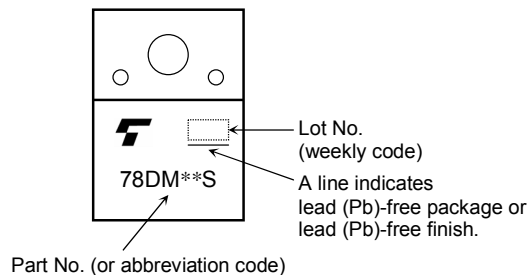 Lot No.
(weekly code)
78DM**S
A line indicates
lead (Pb)-free package or
lead (Pb)-free finish.
Part No. (or abbreviation code)